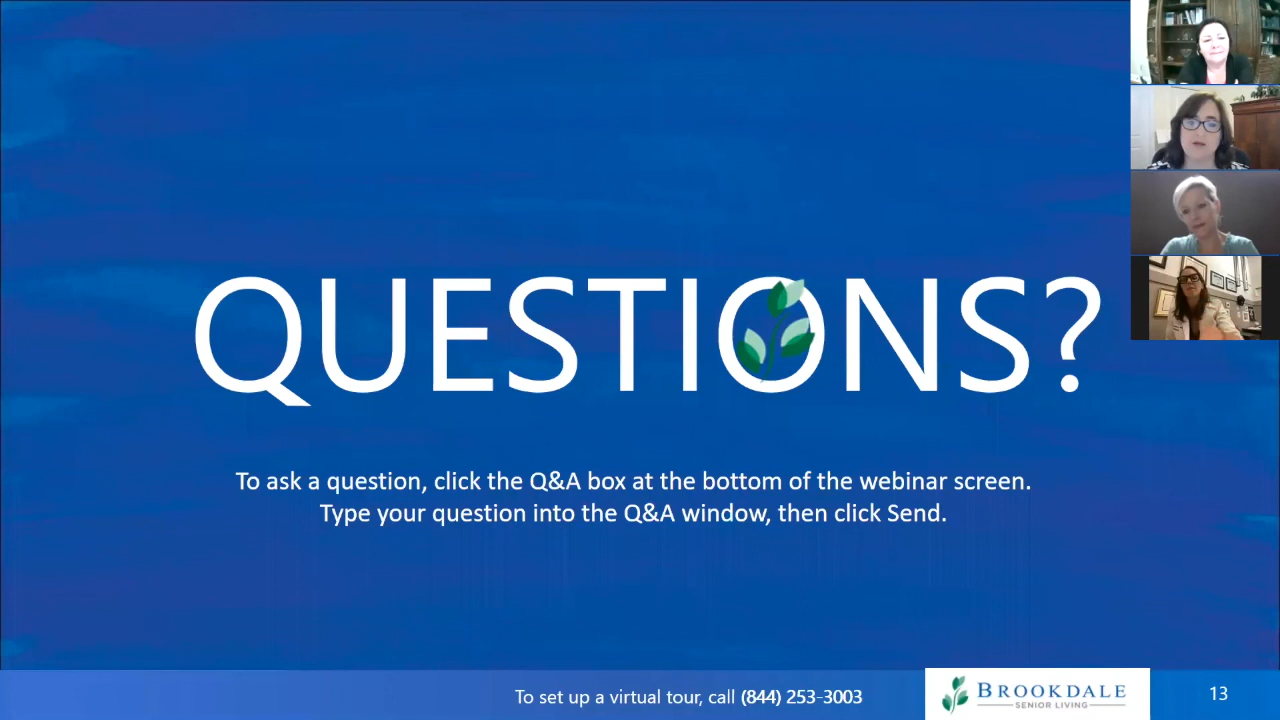 QUESTIONS?
To ask a question, click the Q&A box at the bottom of the webinar screen.
Type your question into the Q&A window, then click Send.
To set up a virtual tour, call (844) 253-3003
BROOKDALE
SENIOR LIVING
13